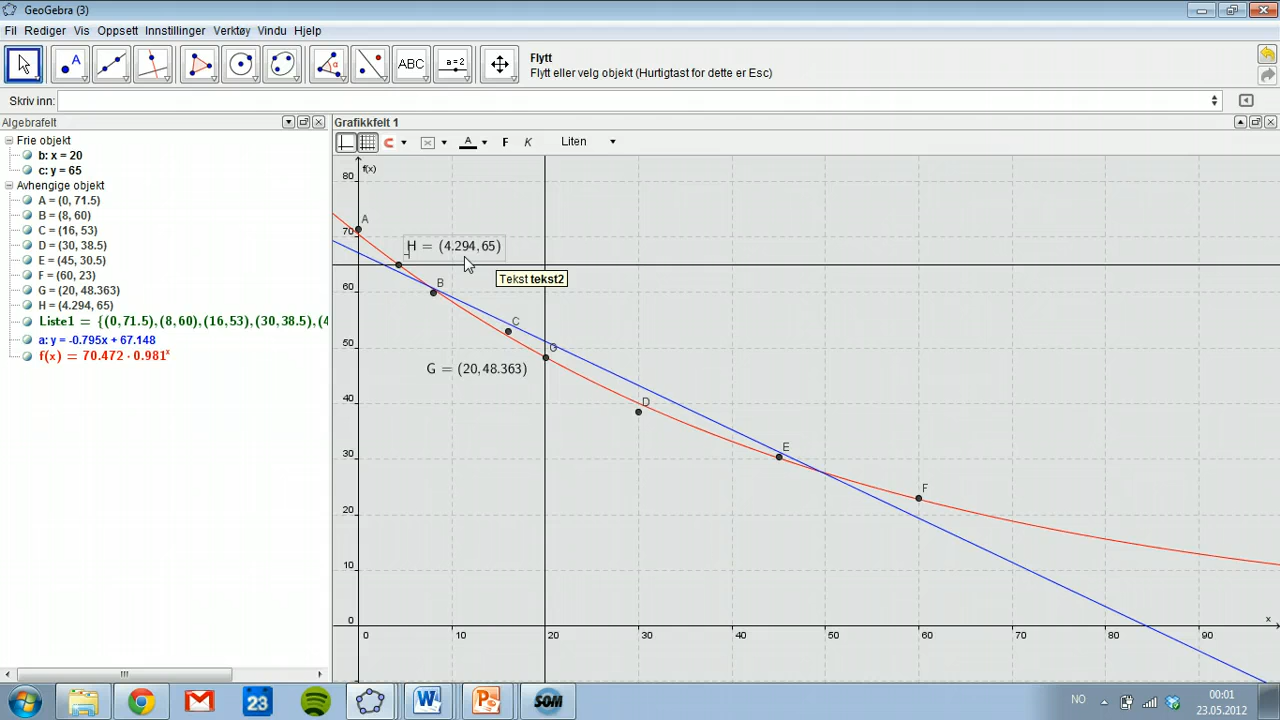 GeoGebra (3)
Fil Rediger Vis Oppsett Innstillinger Verktøy Vindu Hjelp
A
α
ABC
a=2
Flytt
Flytt eller velg objekt (Hurtigtast for dette er Esc)
Skriv inn:
Algebrafelt
Grafikkfelt 1
A F K Liten
Frie objekt
b: x = 20
c: y = 65
Avhengige objekt
A = (0, 71.5)
B = (8, 60)
C = (16, 53)
D = (30, 38.5)
E = (45, 30.5)
F = (60, 23)
G = (20, 48.363)
H = (4.294, 65)
Liste1 = {(0,71.5),(8,60),(16,53),(30,38.5),(4
a: y = -0.795x + 67.148
f(x) = 70.472 · 0.981ˣ
f(x)
80
70
60
50
40
30
20
10
0
A
H = (4.294, 65)
Tekst tekst2
B
C
G
G = (20, 48.363)
D
E
F
x
0 10 20 30 40 50 60 70 80 90
23
W
P
SOM
NO
00:01
23.05.2012